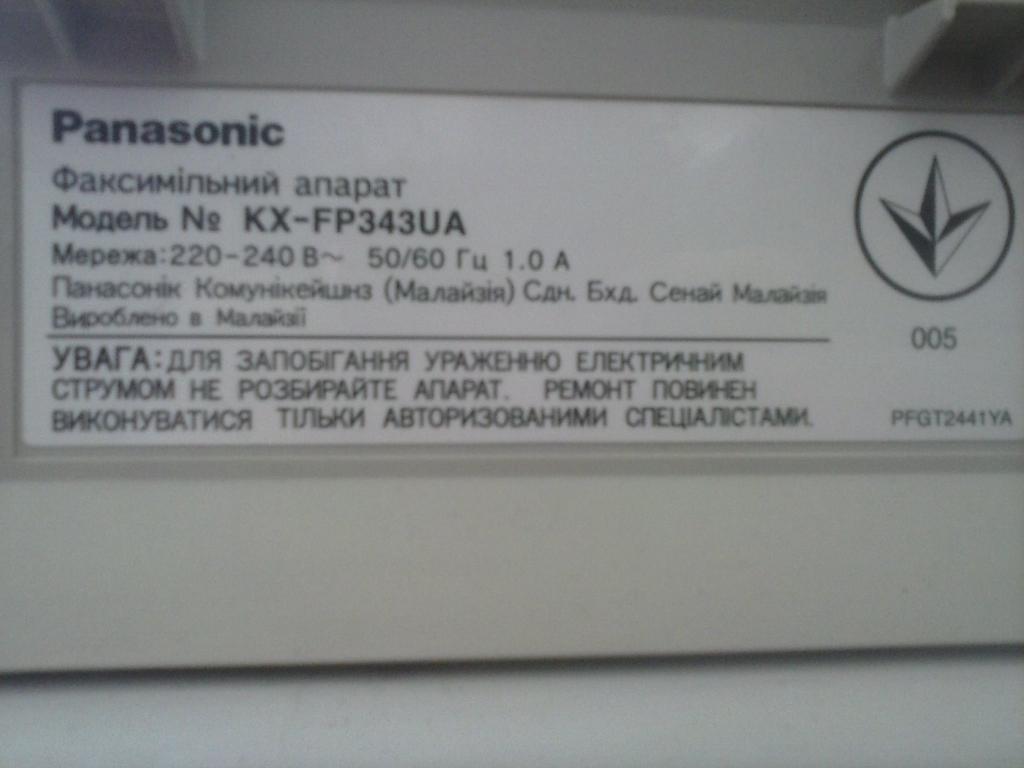 Panasonic
Факсимільний апарат
Модель № KX-FP343UA
Мережа: 220-240 В~ 50/60 Гц 1.0 А
Панасонік Комунікейшнз (Малайзія) Сдн. Бхд. Сенай Малайзія
Вироблено в Малайзії
УВАГА: ДЛЯ ЗАПОБІГАННЯ УРАЖЕННЮ ЕЛЕКТРИЧНИМ
СТРУМОМ НЕ РОЗБИРАЙТЕ АПАРАТ. РЕМОНТ ПОВИНЕН
ВИКОНУВАТИСЯ ТІЛЬКИ АВТОРИЗОВАНИМИ СПЕЦІАЛІСТАМИ.
005
PFGT2441YA